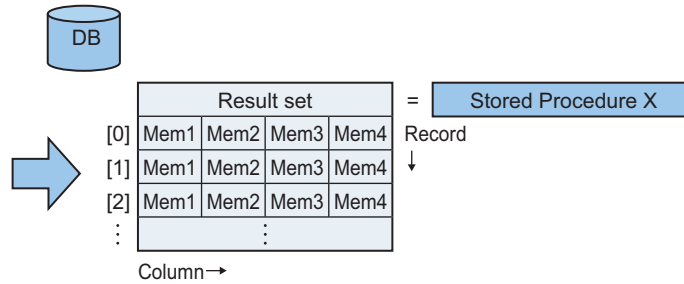 DB
Result set = Stored Procedure X
[0] Mem1 Mem2 Mem3 Mem4 Record
[1] Mem1 Mem2 Mem3 Mem4 ↓
[2] Mem1 Mem2 Mem3 Mem4
⋮ ⋮
Column→